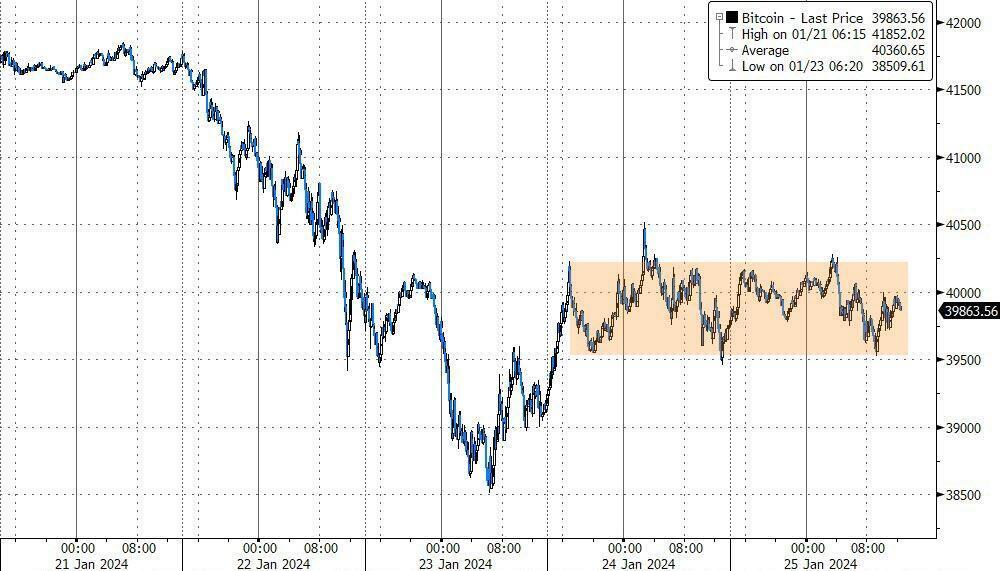 Bitcoin - Last Price 39863.56
High on 01/21 06:15 41852.02
Average 40360.65
Low on 01/23 06:20 38509.61
42000
41500
41000
40500
40000
39863.56
39500
39000
38500
00:00 08:00 00:00 08:00 00:00 08:00 00:00 08:00 00:00 08:00
21 Jan 2024 22 Jan 2024 23 Jan 2024 24 Jan 2024 25 Jan 2024